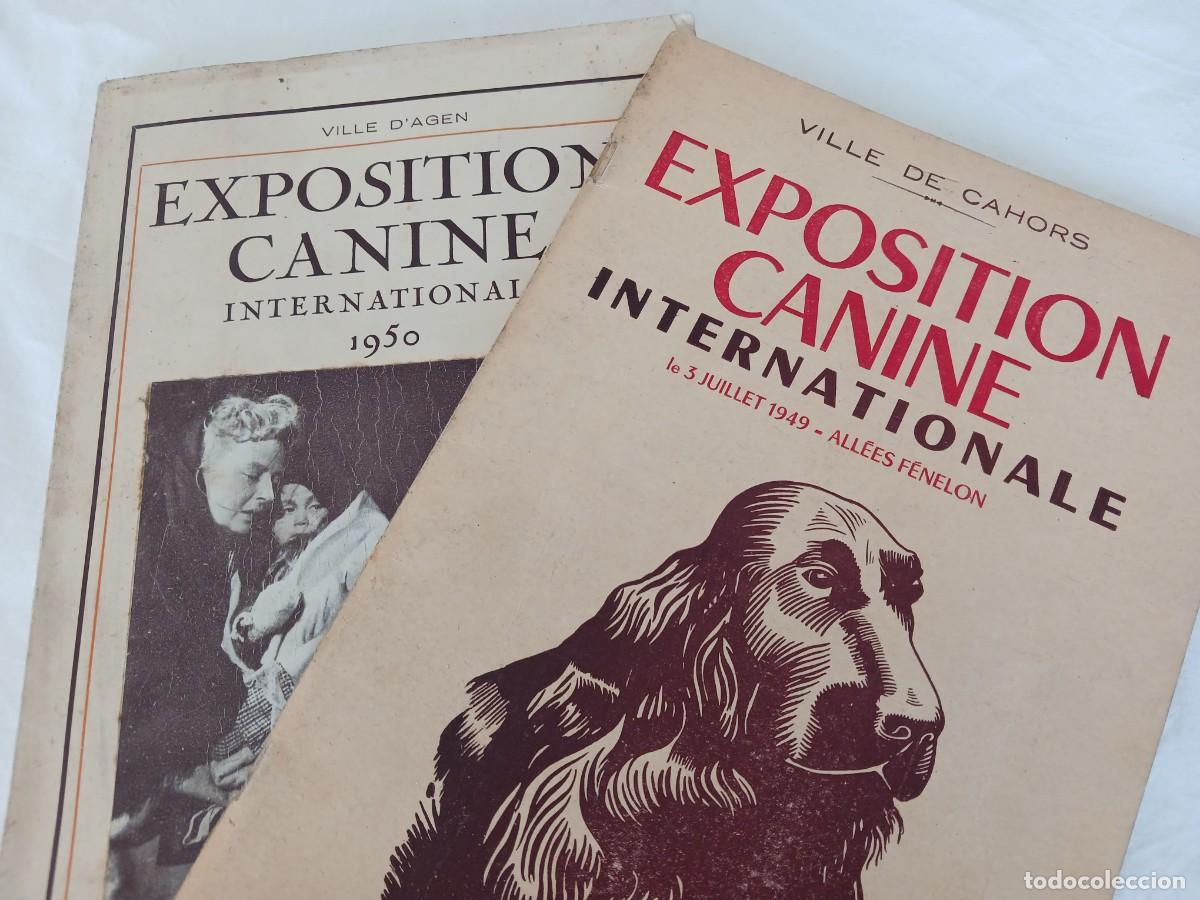 VILLE D'AGEN
EXPOSITION
CANINE
INTERNATIONAL
1950
VILLE DE CAHORS
EXPOSITION
CANINE
INTERNATIONALE
le 3 JUILLET 1949 - ALLÉES FÉNELON
todocoleccion